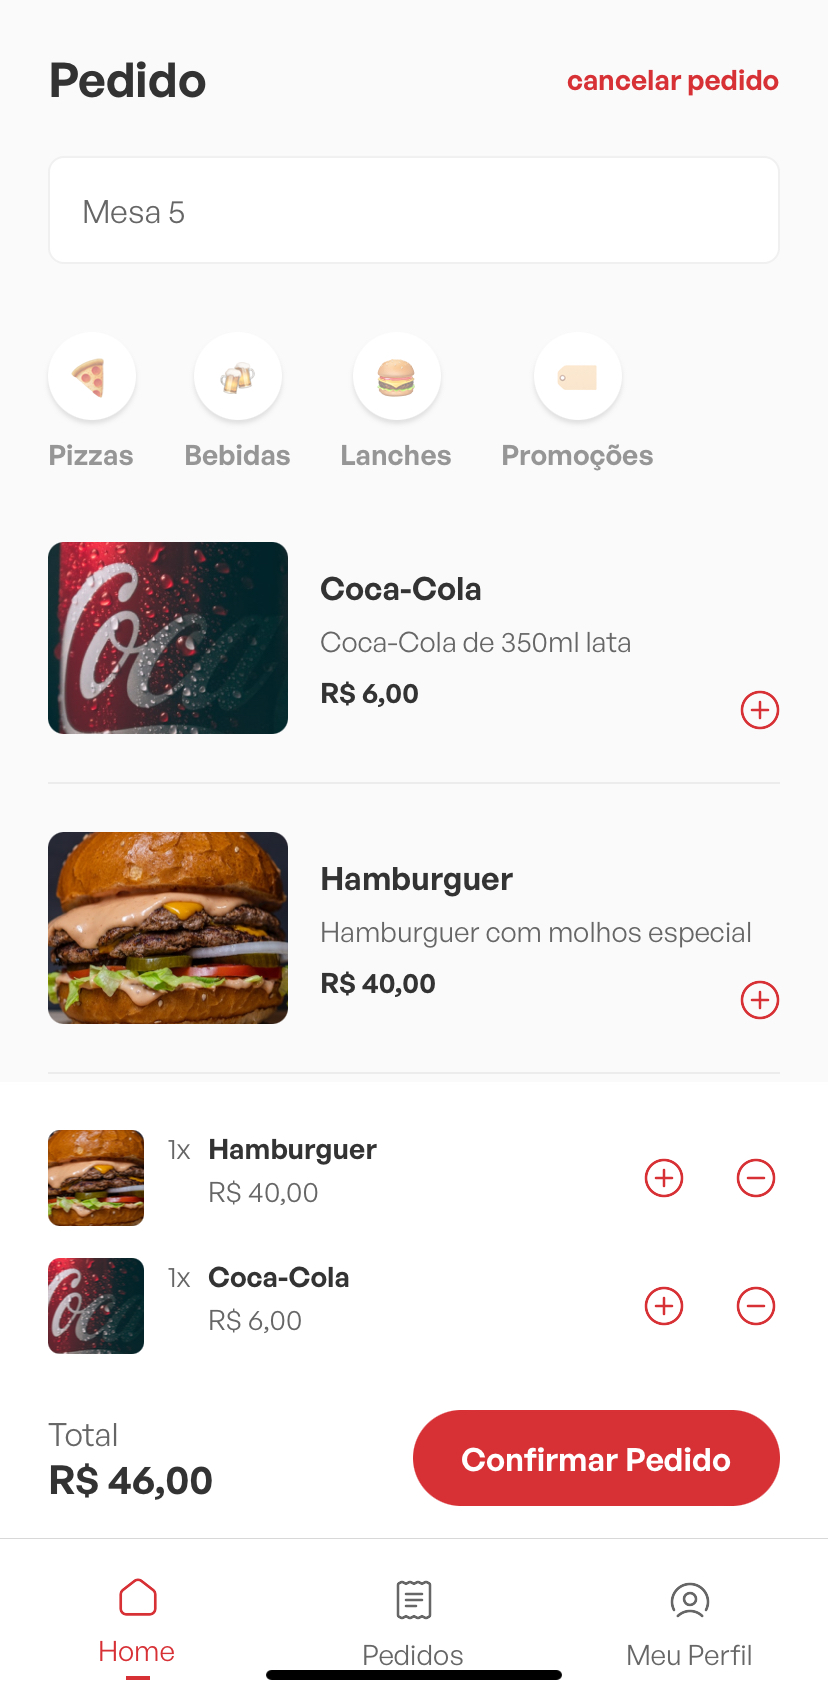 Pedido
cancelar pedido
Mesa 5
Pizzas
Bebidas
Lanches
Promoções
Coca-Cola
Coca-Cola de 350ml lata
R$ 6,00
Hamburguer
Hamburguer com molhos especial
R$ 40,00
1x Hamburguer
R$ 40,00
1x Coca-Cola
R$ 6,00
Total
R$ 46,00
Confirmar Pedido
Home
Pedidos
Meu Perfil